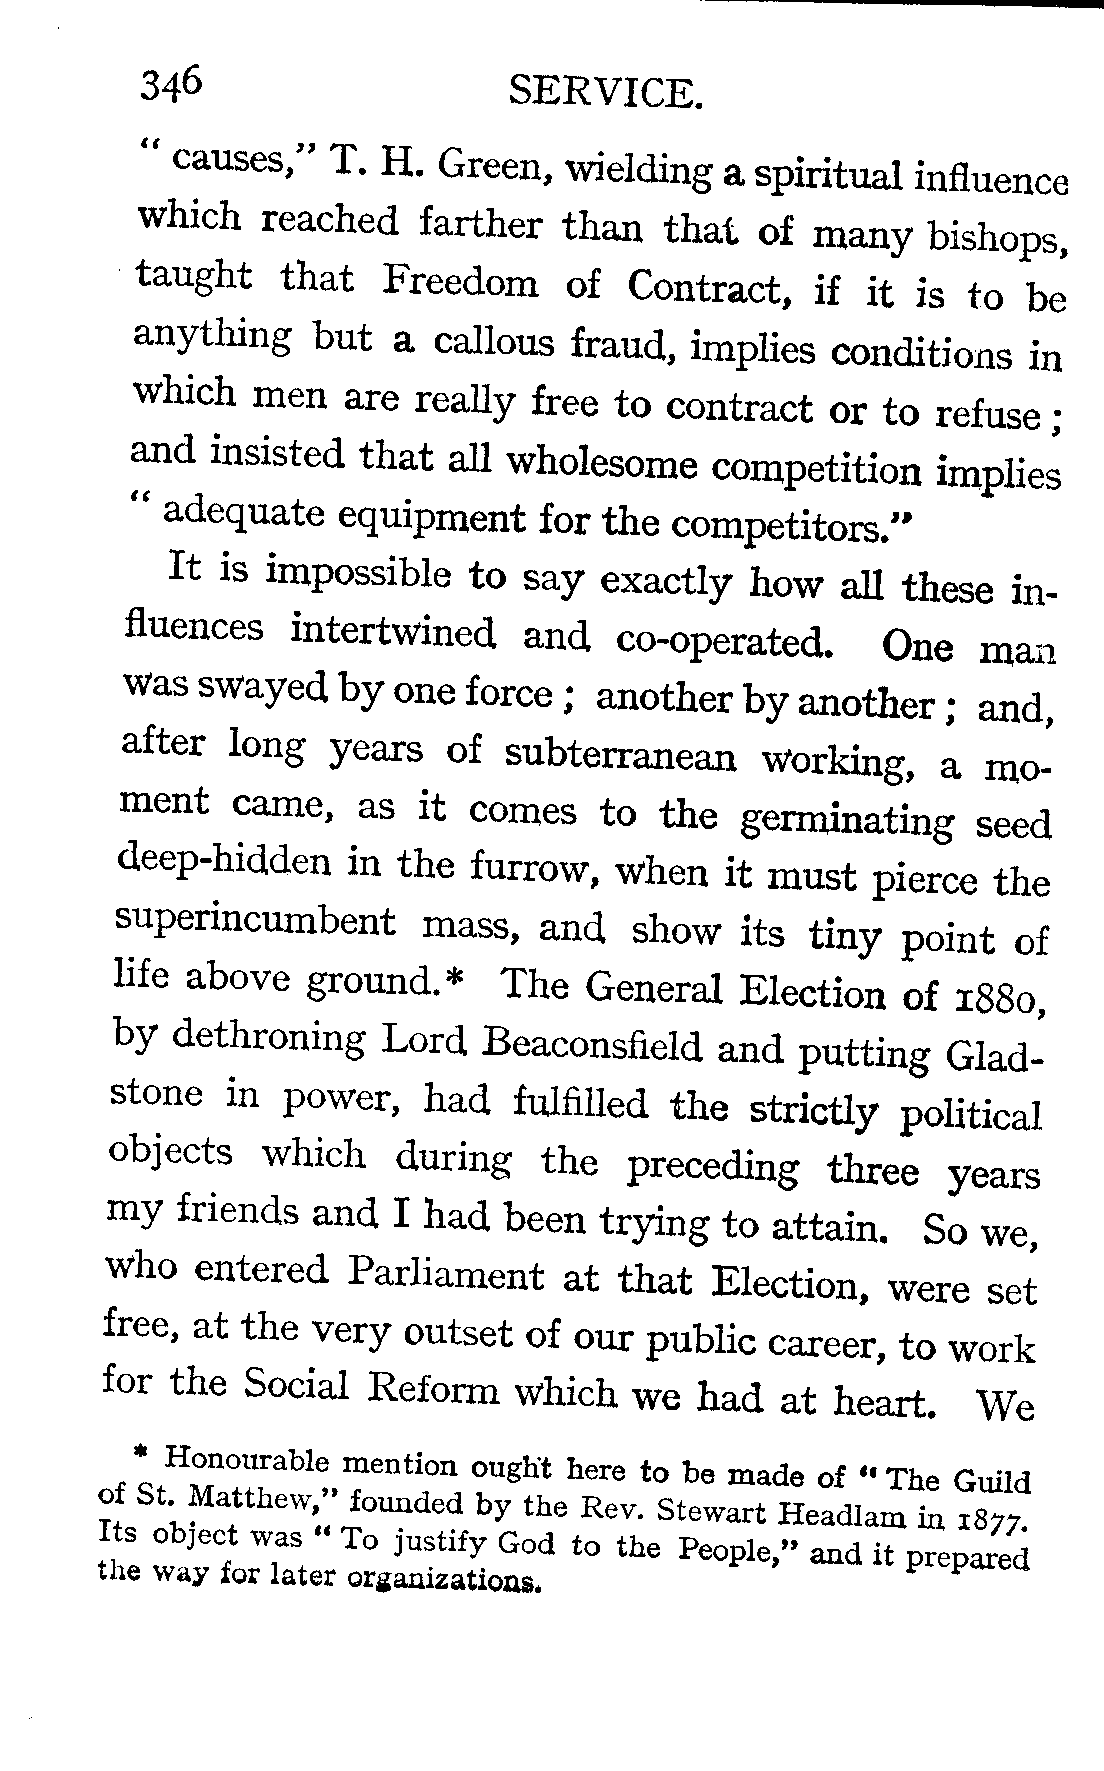 346 SERVICE.
“ causes,” T. H. Green, wielding a spiritual influence
which reached farther than that of many bishops,
taught that Freedom of Contract, if it is to be
anything but a callous fraud, implies conditions in
which men are really free to contract or to refuse ;
and insisted that all wholesome competition implies
“ adequate equipment for the competitors.”
It is impossible to say exactly how all these in-
fluences intertwined and co-operated. One man
was swayed by one force ; another by another ; and,
after long years of subterranean working, a mo-
ment came, as it comes to the germinating seed
deep-hidden in the furrow, when it must pierce the
superincumbent mass, and show its tiny point of
life above ground.* The General Election of 1880,
by dethroning Lord Beaconsfield and putting Glad-
stone in power, had fulfilled the strictly political
objects which during the preceding three years
my friends and I had been trying to attain. So we,
who entered Parliament at that Election, were set
free, at the very outset of our public career, to work
for the Social Reform which we had at heart. We
* Honourable mention ought here to be made of “ The Guild
of St. Matthew,” founded by the Rev. Stewart Headlam in 1877.
Its object was “ To justify God to the People,” and it prepared
the way for later organizations.